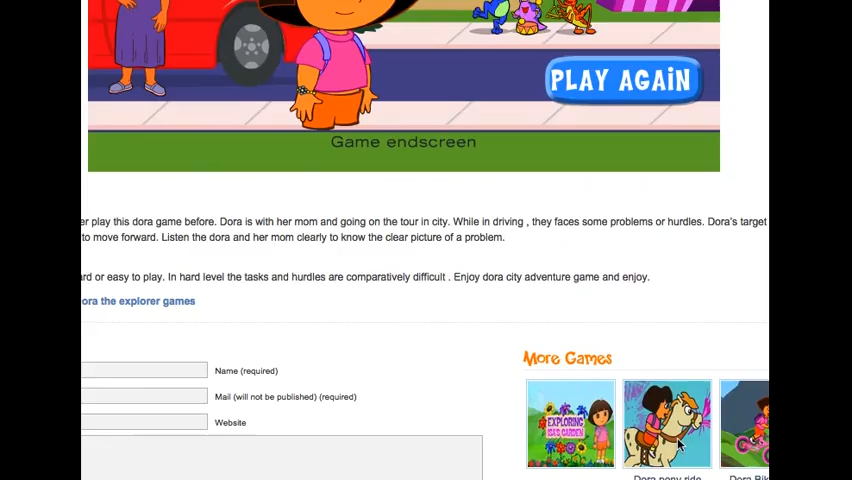 PLAY AGAIN
Game endscreen
er play this dora game before. Dora is with her mom and going on the tour in city. While in driving , they faces some problems or hurdles. Dora's target
to move forward. Listen the dora and her mom clearly to know the clear picture of a problem.
ard or easy to play. In hard level the tasks and hurdles are comparatively difficult . Enjoy dora city adventure game and enjoy.
ora the explorer games
Name (required)
Mail (will not be published) (required)
Website
More Games
EXPLORING
ISA'S GARDEN
Dora pony ride
Dora Bik